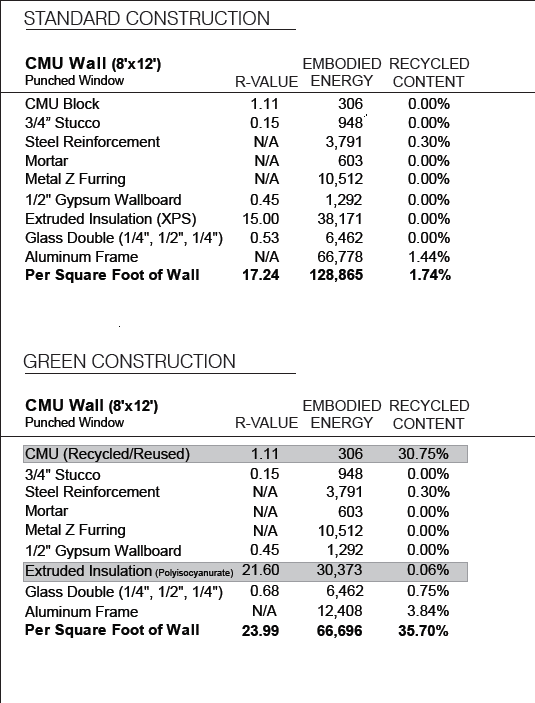 STANDARD CONSTRUCTION
EMBODIED RECYCLED
CMU Wall (8'x12')
Punched Window R-VALUE ENERGY CONTENT
CMU Block 1.11 306 0.00%
3/4” Stucco 0.15 948 0.00%
Steel Reinforcement N/A 3,791 0.30%
Mortar N/A 603 0.00%
Metal Z Furring N/A 10,512 0.00%
1/2" Gypsum Wallboard 0.45 1,292 0.00%
Extruded Insulation (XPS) 15.00 38,171 0.00%
Glass Double (1/4", 1/2", 1/4") 0.53 6,462 0.00%
Aluminum Frame N/A 66,778 1.44%
Per Square Foot of Wall 17.24 128,865 1.74%
GREEN CONSTRUCTION
CMU Wall (8'x12') EMBODIED RECYCLED
Punched Window R-VALUE ENERGY CONTENT
CMU (Recycled/Reused) 1.11 306 30.75%
3/4" Stucco 0.15 948 0.00%
Steel Reinforcement N/A 3,791 0.30%
Mortar N/A 603 0.00%
Metal Z Furring N/A 10,512 0.00%
1/2" Gypsum Wallboard 0.45 1,292 0.00%
Extruded Insulation (Polyisocyanurate) 21.60 30,373 0.06%
Glass Double (1/4", 1/2", 1/4") 0.68 6,462 0.75%
Aluminum Frame N/A 12,408 3.84%
Per Square Foot of Wall 23.99 66,696 35.70%